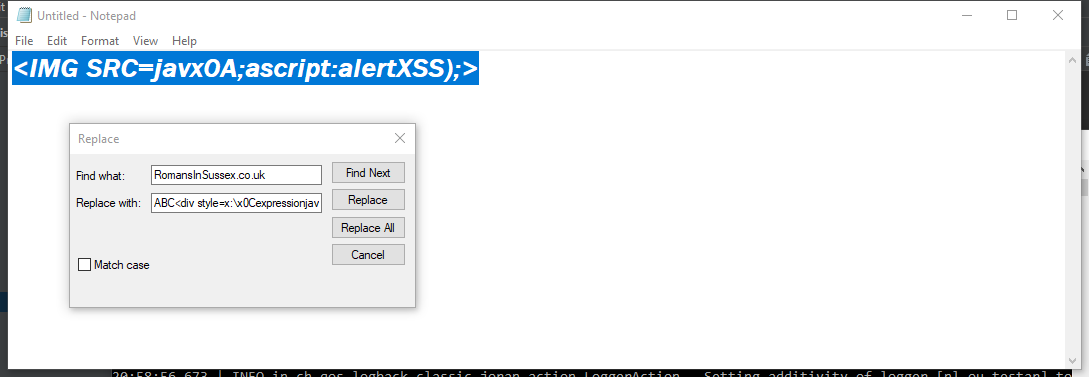 Untitled - Notepad
File Edit Format View Help
<IMG SRC=javx0A;ascript:alertXSS);>
Replace
Find what: RomansInSussex.co.uk Find Next
Replace with: ABC<div style=x:\x0Cexpressionjav Replace
Replace All
Cancel
Match case
20:58:56,673 | INFO in ch.qos.logback.classic.joran.action.LoggerAction - Setting additivity of logger [nl.ou.testar] to